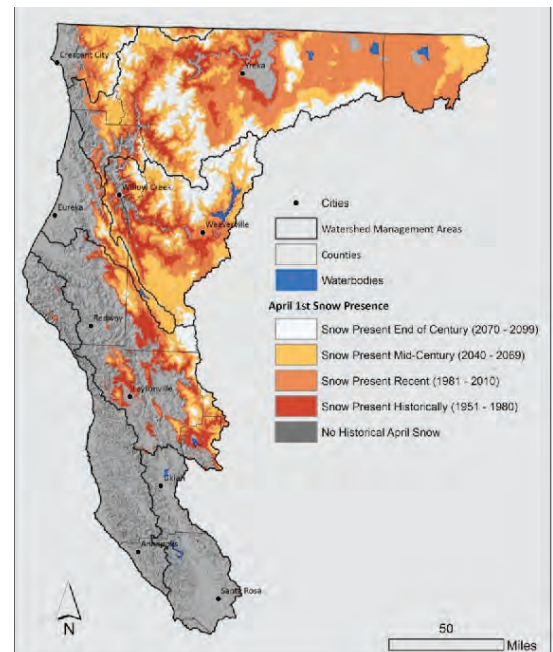 Crescent City
Yreka
Willow Creek
Eureka
Weaverville
Redway
Laytonville
Ukiah
Annapolis
Santa Rosa
N
Cities
Watershed Management Areas
Counties
Waterbodies
April 1st Snow Presence
Snow Present End of Century (2070 - 2099)
Snow Present Mid-Century (2040 - 2069)
Snow Present Recent (1981 - 2010)
Snow Present Historically (1951 - 1980)
No Historical April Snow
50
Miles